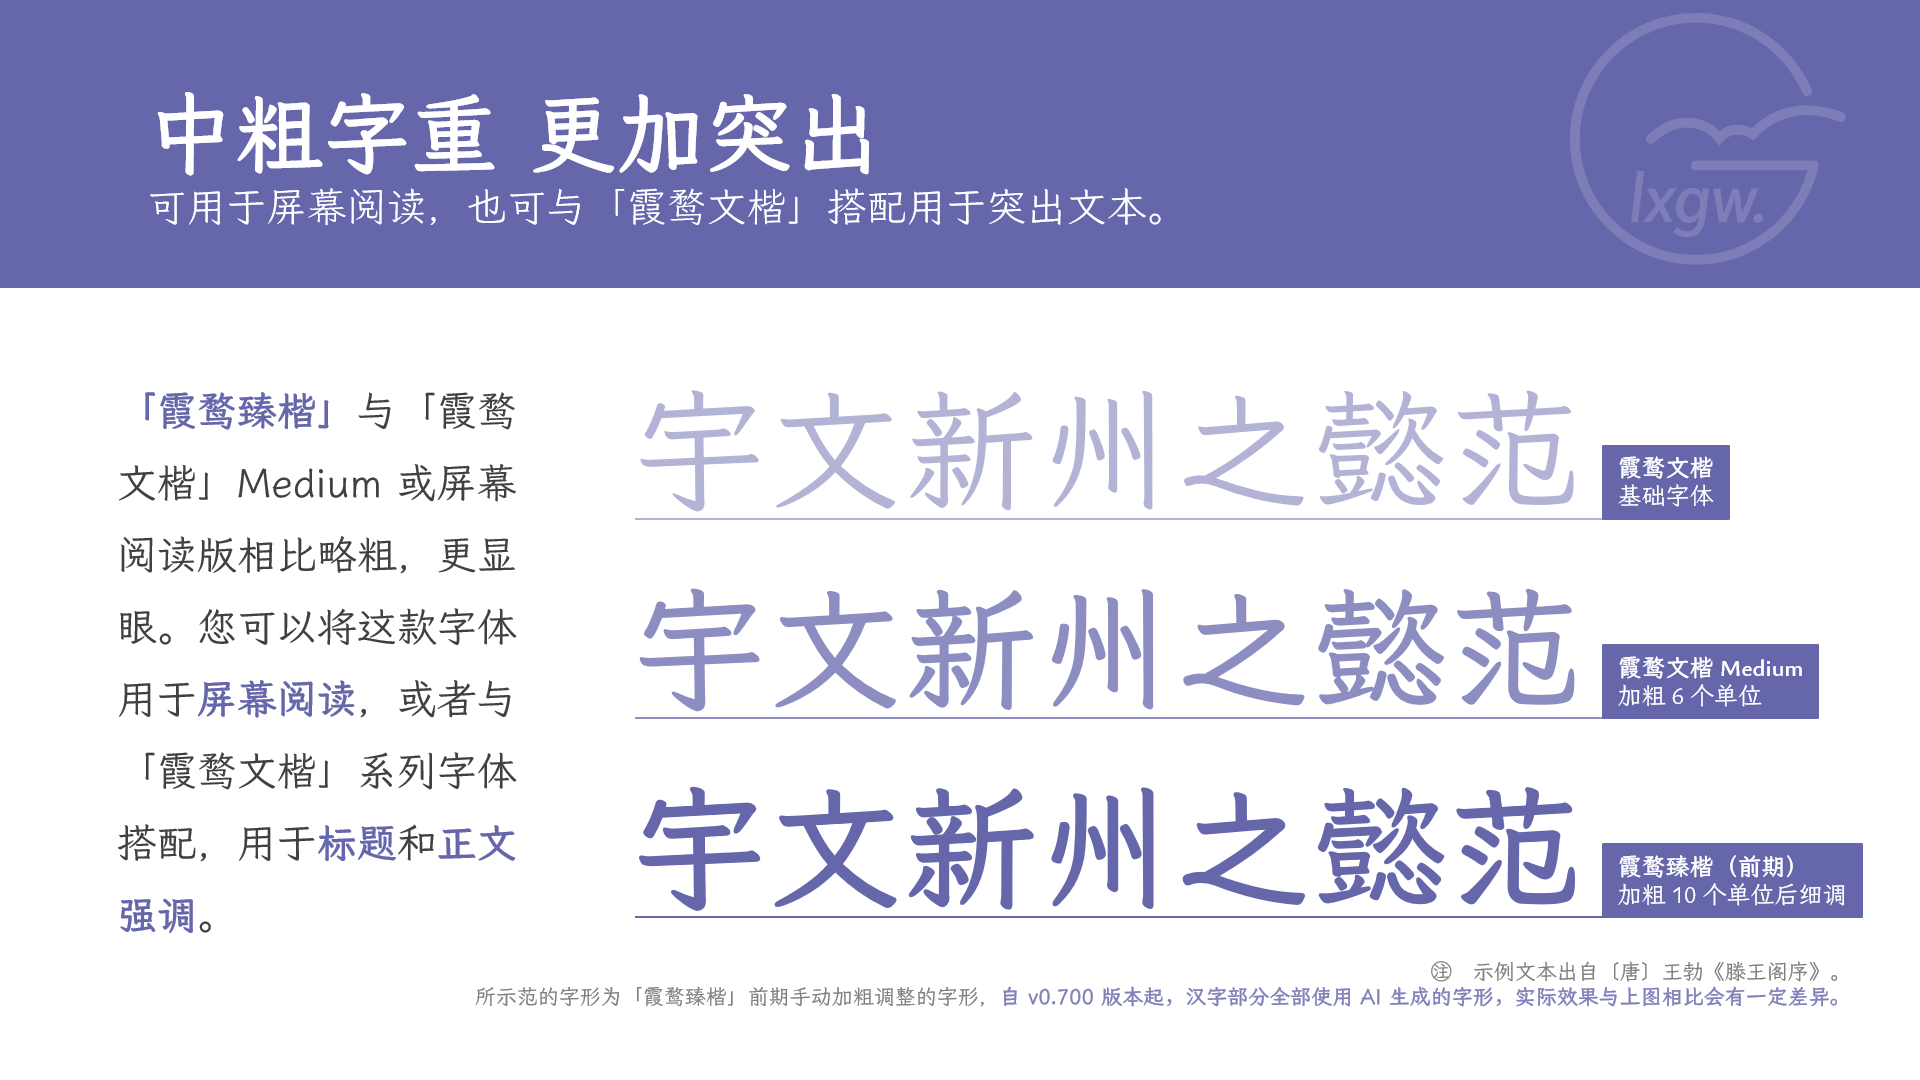 中粗字重 更加突出
可用于屏幕阅读，也可与「霞鹜文楷」搭配用于突出文本。
lxgw.
「霞鹜臻楷」与「霞鹜
文楷」Medium 或屏幕
阅读版相比略粗，更显
眼。您可以将这款字体
用于屏幕阅读，或者与
「霞鹜文楷」系列字体
搭配，用于标题和正文
强调。
宇文新州之懿范
霞鹜文楷
基础字体
宇文新州之懿范
霞鹜文楷 Medium
加粗 6 个单位
宇文新州之懿范
霞鹜臻楷（前期）
加粗 10 个单位后细调
㊟ 示例文本出自〔唐〕王勃《滕王阁序》。
所示范的字形为「霞鹜臻楷」前期手动加粗调整的字形，自 v0.700 版本起，汉字部分全部使用 AI 生成的字形，实际效果与上图相比会有一定差异。